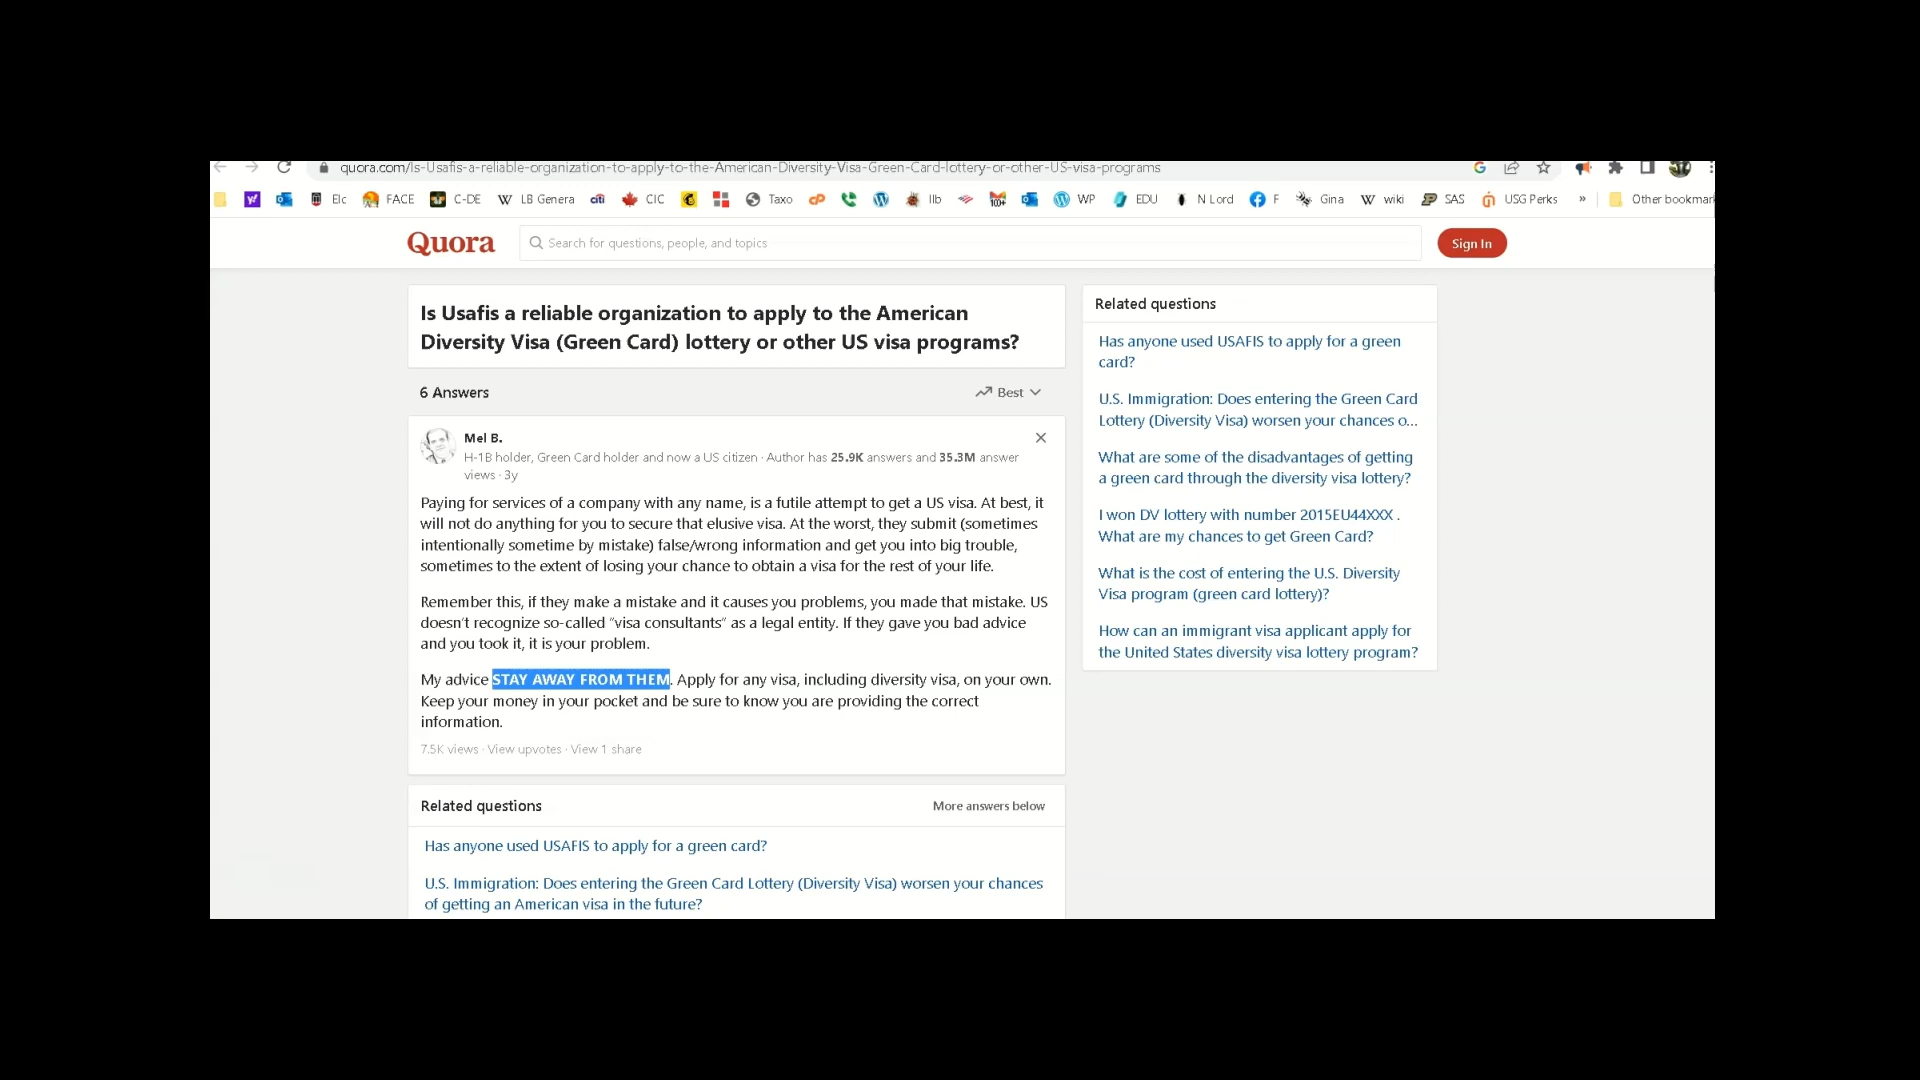 quora.com/Is-Usafis-a-reliable-organization-to-apply-to-the-American-Diversity-Visa-Green-Card-lottery-or-other-US-visa-programs
Elc FACE C-DE LB Genera citi CIC Taxo llb WP EDU N Lord F Gina wiki SAS USG Perks » Other bookmar
Quora Search for questions, people, and topics Sign In
Is Usafis a reliable organization to apply to the American
Diversity Visa (Green Card) lottery or other US visa programs?
6 Answers Best
Mel B.
H-1B holder, Green Card holder and now a US citizen · Author has 25.9K answers and 35.3M answer
views · 3y
Paying for services of a company with any name, is a futile attempt to get a US visa. At best, it
will not do anything for you to secure that elusive visa. At the worst, they submit (sometimes
intentionally sometime by mistake) false/wrong information and get you into big trouble,
sometimes to the extent of losing your chance to obtain a visa for the rest of your life.
Remember this, if they make a mistake and it causes you problems, you made that mistake. US
doesn't recognize so-called "visa consultants" as a legal entity. If they gave you bad advice
and you took it, it is your problem.
My advice STAY AWAY FROM THEM. Apply for any visa, including diversity visa, on your own.
Keep your money in your pocket and be sure to know you are providing the correct
information.
7.5K views · View upvotes · View 1 share
Related questions More answers below
Has anyone used USAFIS to apply for a green card?
U.S. Immigration: Does entering the Green Card Lottery (Diversity Visa) worsen your chances
of getting an American visa in the future?
Related questions
Has anyone used USAFIS to apply for a green
card?
U.S. Immigration: Does entering the Green Card
Lottery (Diversity Visa) worsen your chances o...
What are some of the disadvantages of getting
a green card through the diversity visa lottery?
I won DV lottery with number 2015EU44XXX .
What are my chances to get Green Card?
What is the cost of entering the U.S. Diversity
Visa program (green card lottery)?
How can an immigrant visa applicant apply for
the United States diversity visa lottery program?